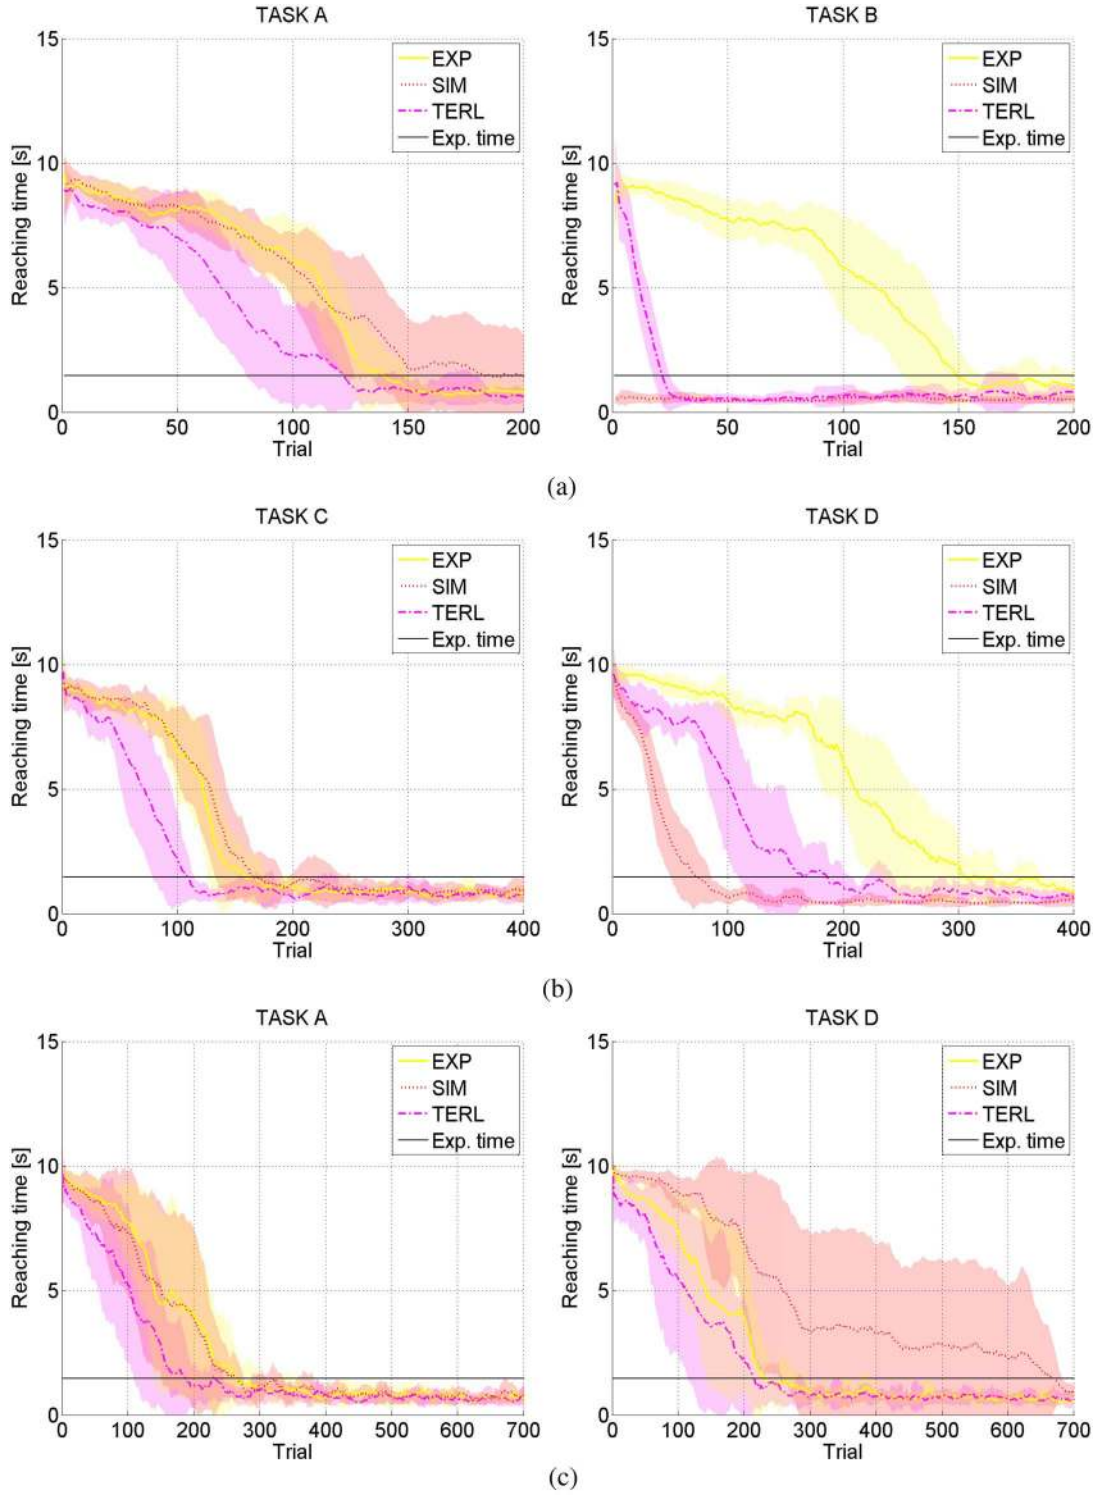 TASK A
15
10
5
0
Reaching time [s]
EXP
SIM
TERL
Exp. time
0 50 100 150 200
Trial
TASK B
15
10
5
0
Reaching time [s]
EXP
SIM
TERL
Exp. time
0 50 100 150 200
Trial
(a)
TASK C
15
10
5
0
Reaching time [s]
EXP
SIM
TERL
Exp. time
0 100 200 300 400
Trial
TASK D
15
10
5
0
Reaching time [s]
EXP
SIM
TERL
Exp. time
0 100 200 300 400
Trial
(b)
TASK A
15
10
5
0
Reaching time [s]
EXP
SIM
TERL
Exp. time
0 100 200 300 400 500 600 700
Trial
TASK D
15
10
5
0
Reaching time [s]
EXP
SIM
TERL
Exp. time
0 100 200 300 400 500 600 700
Trial
(c)